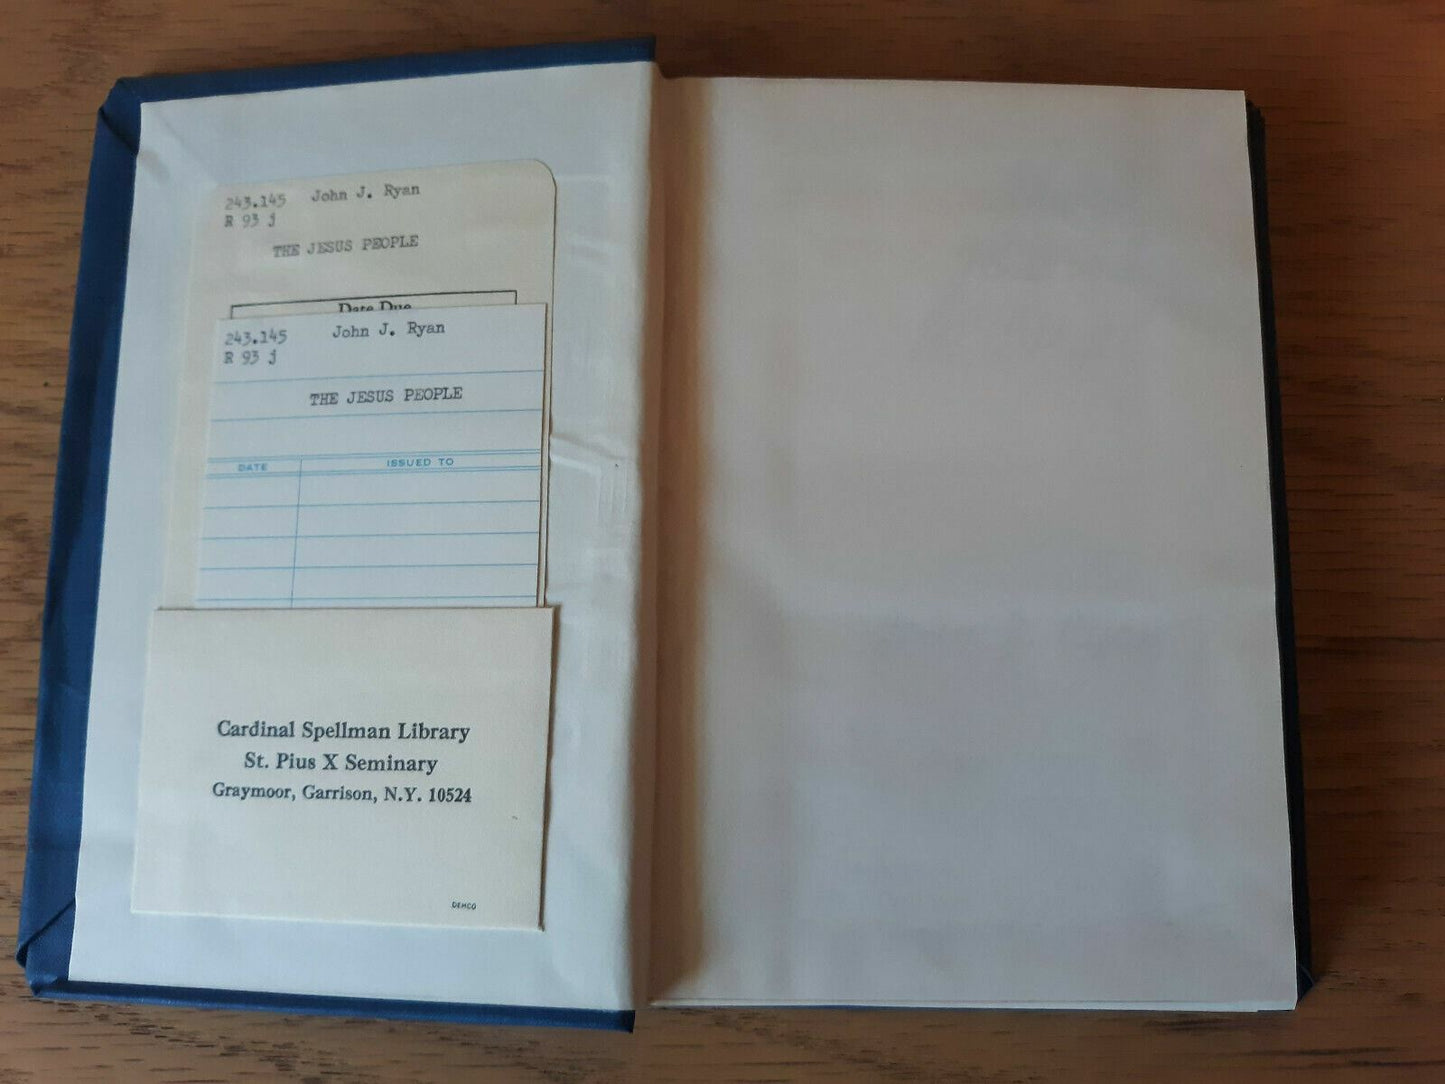 243.145 John J. Ryan
R 93 j
THE JESUS PEOPLE
Date Due
243.145 John J. Ryan
R 93 j
THE JESUS PEOPLE
DATE ISSUED TO
Cardinal Spellman Library
St. Pius X Seminary
Graymoor, Garrison, N.Y. 10524
DEMCO